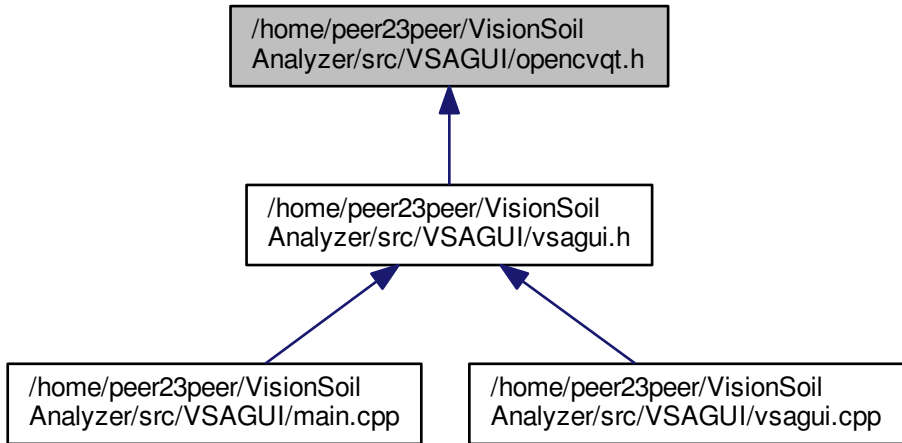 /home/peer23peer/VisionSoil
Analyzer/src/VSAGUI/opencvqt.h
/home/peer23peer/VisionSoil
Analyzer/src/VSAGUI/vsagui.h
/home/peer23peer/VisionSoil
Analyzer/src/VSAGUI/main.cpp
/home/peer23peer/VisionSoil
Analyzer/src/VSAGUI/vsagui.cpp